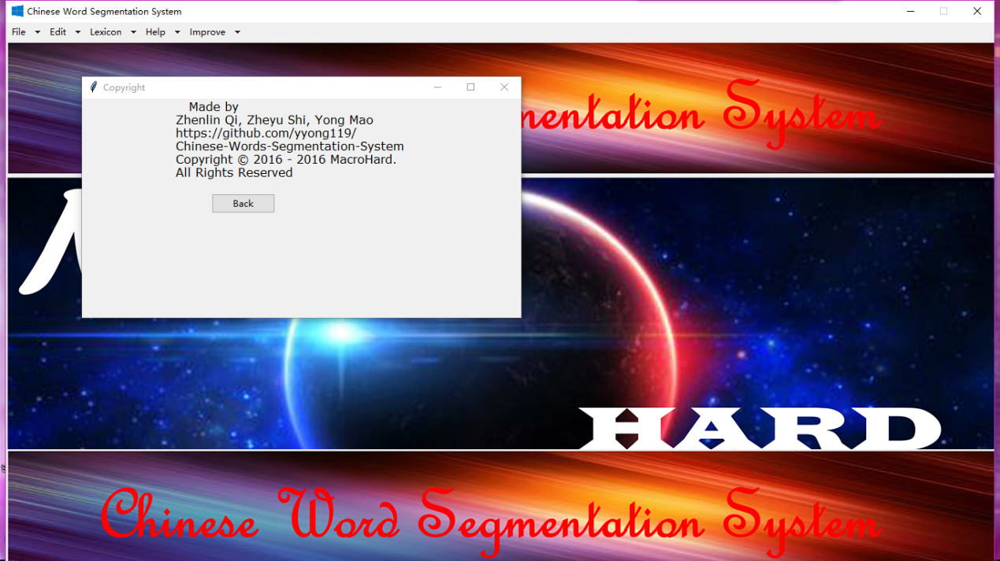 Chinese Word Segmentation System
File Edit Lexicon Help Improve
Copyright
mentation System
Made by
Zhenlin Qi, Zheyu Shi, Yong Mao
https://github.com/yyong119/
Chinese-Words-Segmentation-System
Copyright © 2016 - 2016 MacroHard.
All Rights Reserved
Back
HARD
Chinese Word Segmentation System